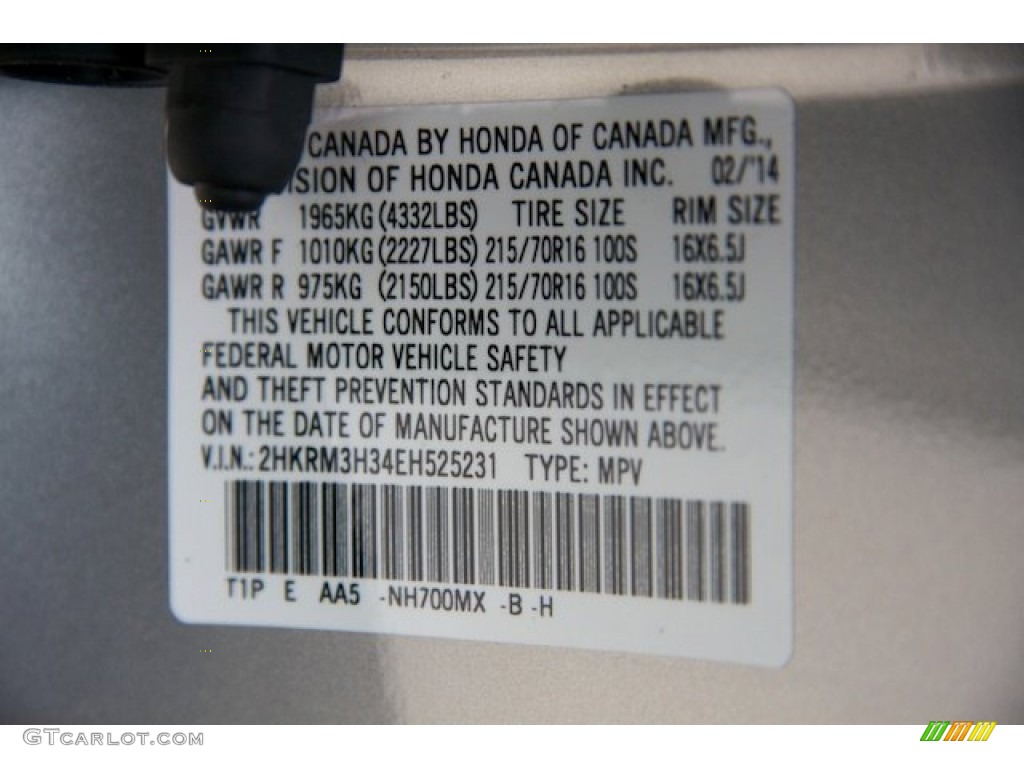 CANADA BY HONDA OF CANADA MFG.,
ISION OF HONDA CANADA INC. 02/'14
GVWR 1965KG (4332LBS) TIRE SIZE RIM SIZE
GAWR F 1010KG (2227LBS) 215/70R16 100S 16X6.5J
GAWR R 975KG (2150LBS) 215/70R16 100S 16X6.5J
THIS VEHICLE CONFORMS TO ALL APPLICABLE
FEDERAL MOTOR VEHICLE SAFETY
AND THEFT PREVENTION STANDARDS IN EFFECT
ON THE DATE OF MANUFACTURE SHOWN ABOVE.
V.I.N.: 2HKRM3H34EH525231 TYPE: MPV
T1P E AA5 -NH700MX -B -H
GTCARLOT.COM